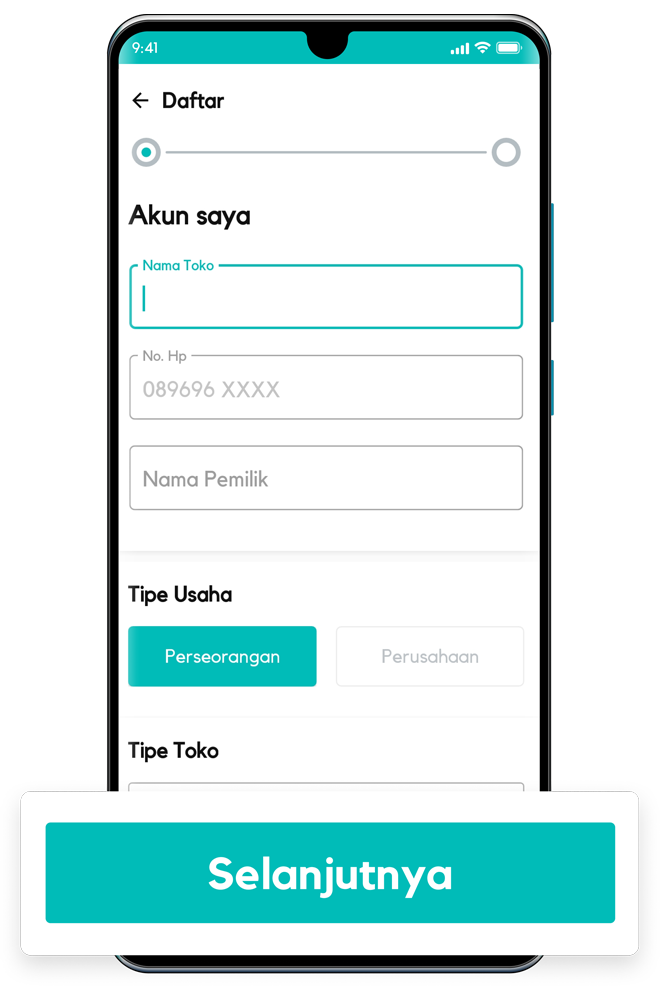 9:41
Daftar
Akun saya
Nama Toko
No. Hp
089696 XXXX
Nama Pemilik
Tipe Usaha
Perseorangan Perusahaan
Tipe Toko
Selanjutnya